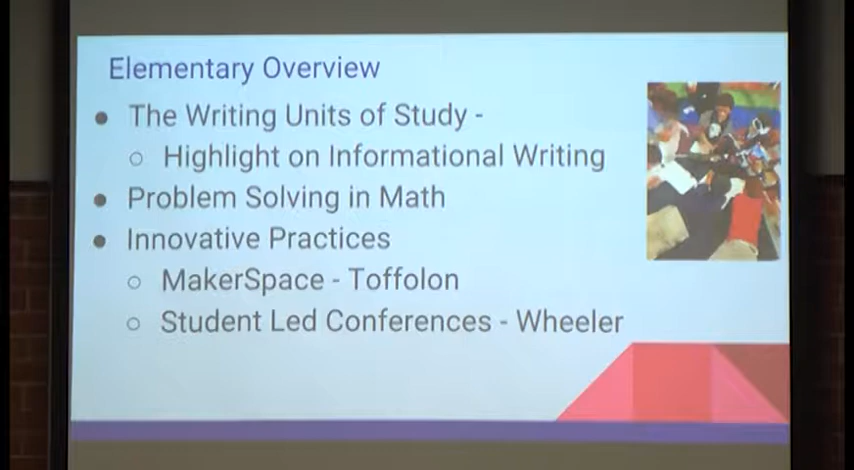 Elementary Overview
● The Writing Units of Study -
○ Highlight on Informational Writing
● Problem Solving in Math
● Innovative Practices
○ MakerSpace - Toffolon
○ Student Led Conferences - Wheeler